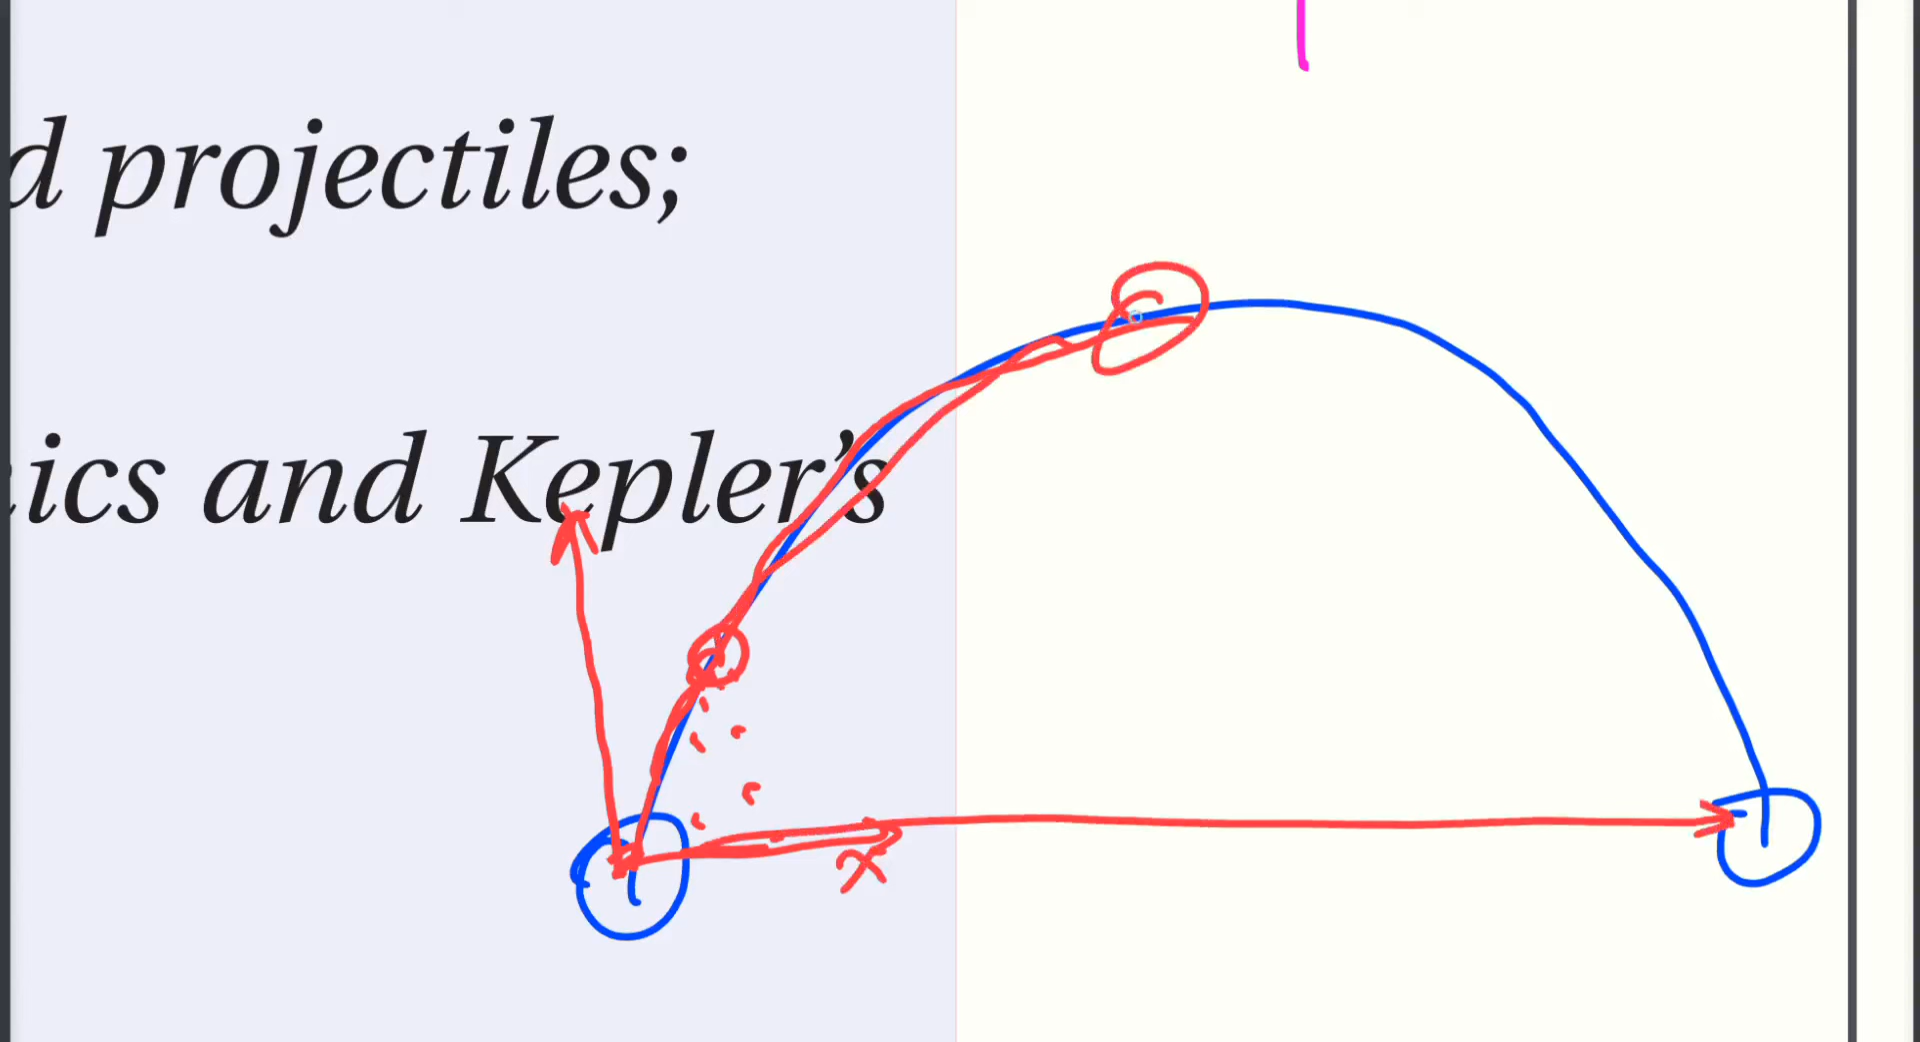 d projectiles;
ics and Kepler’s
x